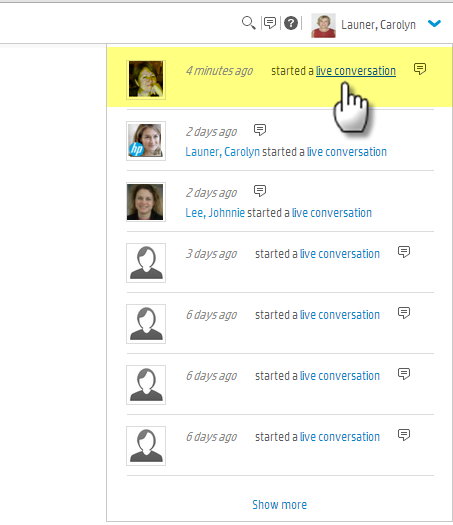 Launer, Carolyn
4 minutes ago started a live conversation
hp
2 days ago
Launer, Carolyn started a live conversation
2 days ago
Lee, Johnnie started a live conversation
3 days ago started a live conversation
6 days ago started a live conversation
6 days ago started a live conversation
6 days ago started a live conversation
Show more